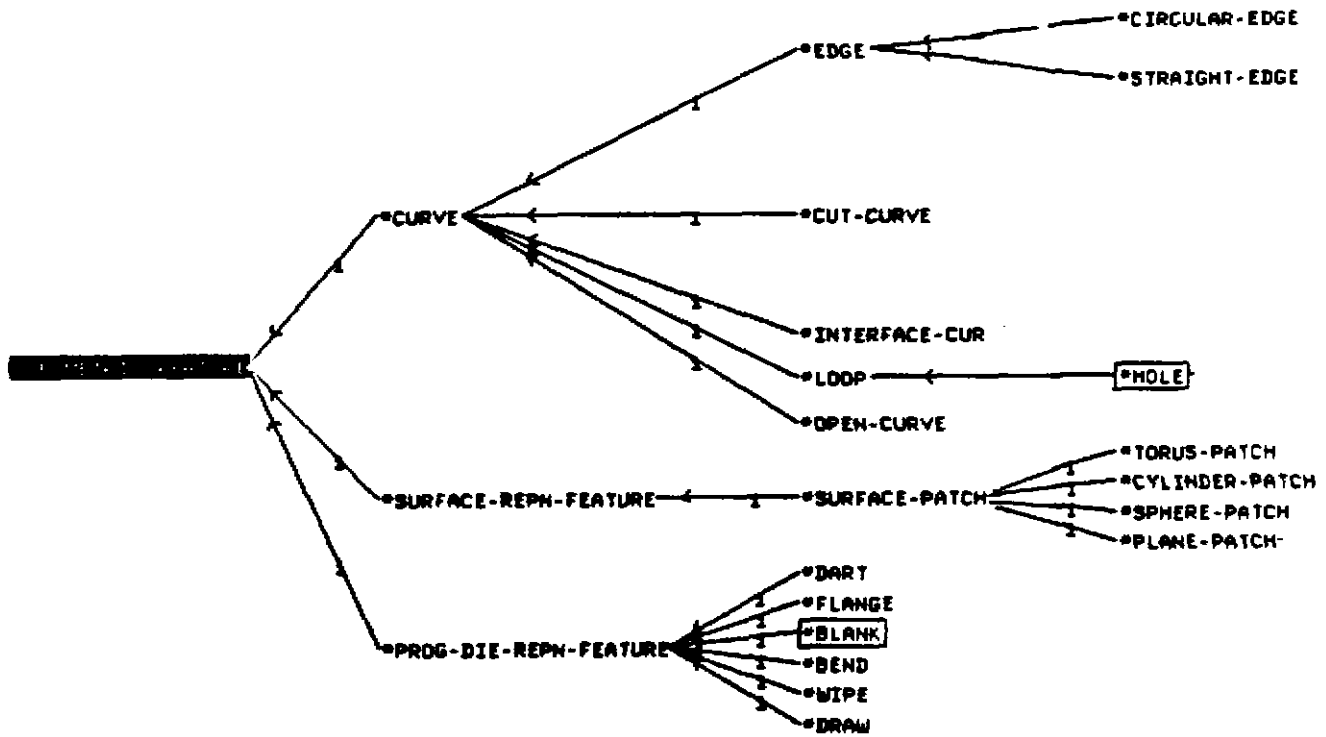 *CIRCULAR-EDGE
*EDGE
*STRAIGHT-EDGE
*CURVE
*CUT-CURVE
*INTERFACE-CUR
*LOOP
*HOLE
*OPEN-CURVE
*TORUS-PATCH
*CYLINDER-PATCH
*SURFACE-REPN-FEATURE
*SURFACE-PATCH
*SPHERE-PATCH
*PLANE-PATCH
*DART
*FLANGE
*BLANK
*PROG-DIE-REPN-FEATURE
*BEND
*WIPE
*DRAW